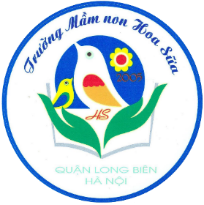 Trường Mầm non Hoa Sữa
HS
QUẬN LONG BIÊN
HÀ NỘI